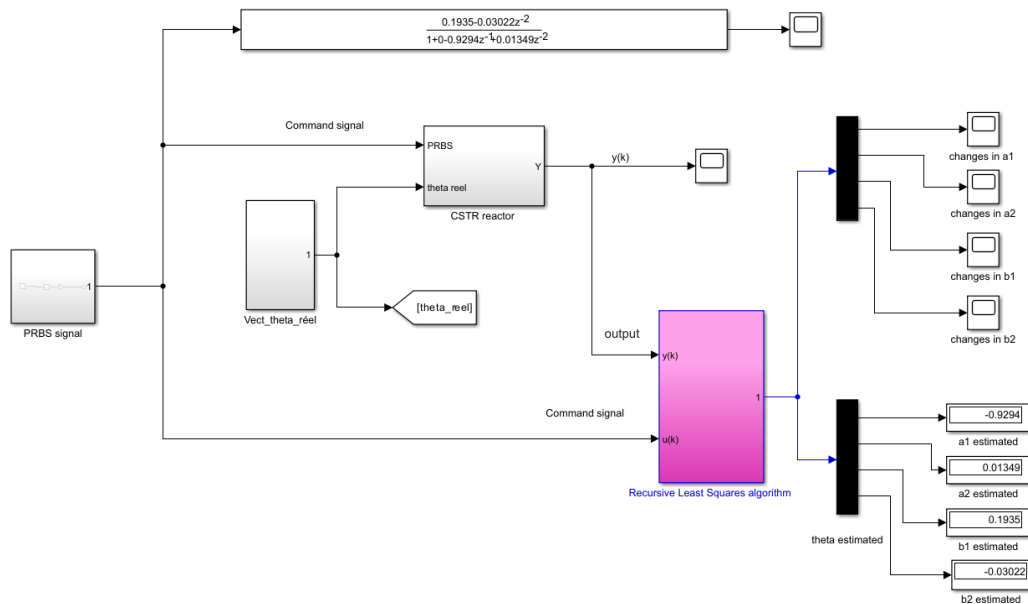 0.1935-0.03022z-2
1+0-0.9294z-1+0.01349z-2
Command signal
PRBS
theta reel
Y
CSTR reactor
y(k)
changes in a1
changes in a2
changes in b1
changes in b2
1
Vect_theta_réel
[theta_reel]
1
PRBS signal
output
y(k)
u(k)
1
Command signal
Recursive Least Squares algorithm
theta estimated
-0.9294
a1 estimated
0.01349
a2 estimated
0.1935
b1 estimated
-0.03022
b2 estimated